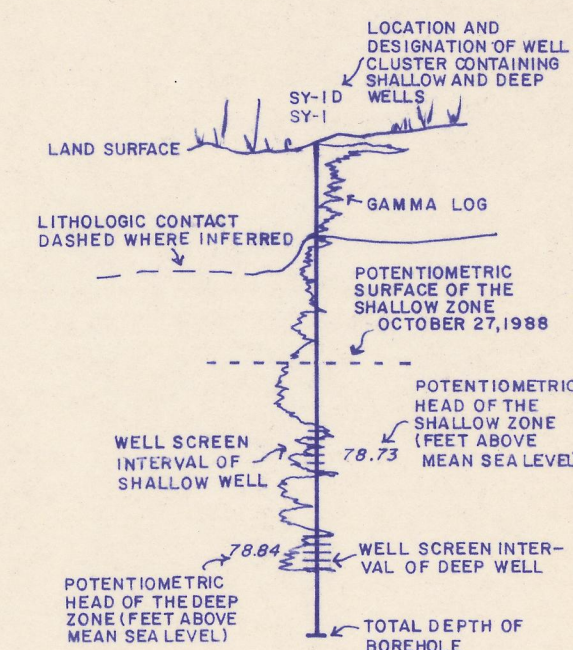 LOCATION AND
DESIGNATION OF WELL
CLUSTER CONTAINING
SHALLOW AND DEEP
WELLS
SY-1D
SY-1
LAND SURFACE
GAMMA LOG
LITHOLOGIC CONTACT
DASHED WHERE INFERRED
POTENTIOMETRIC
SURFACE OF THE
SHALLOW ZONE
OCTOBER 27, 1988
POTENTIOMETRIC
HEAD OF THE
SHALLOW ZONE
(FEET ABOVE
MEAN SEA LEVEL
78.73
WELL SCREEN
INTERVAL OF
SHALLOW WELL
78.84
WELL SCREEN INTER-
VAL OF DEEP WELL
POTENTIOMETRIC
HEAD OF THE DEEP
ZONE (FEET ABOVE
MEAN SEA LEVEL)
TOTAL DEPTH OF
BOREHOLE